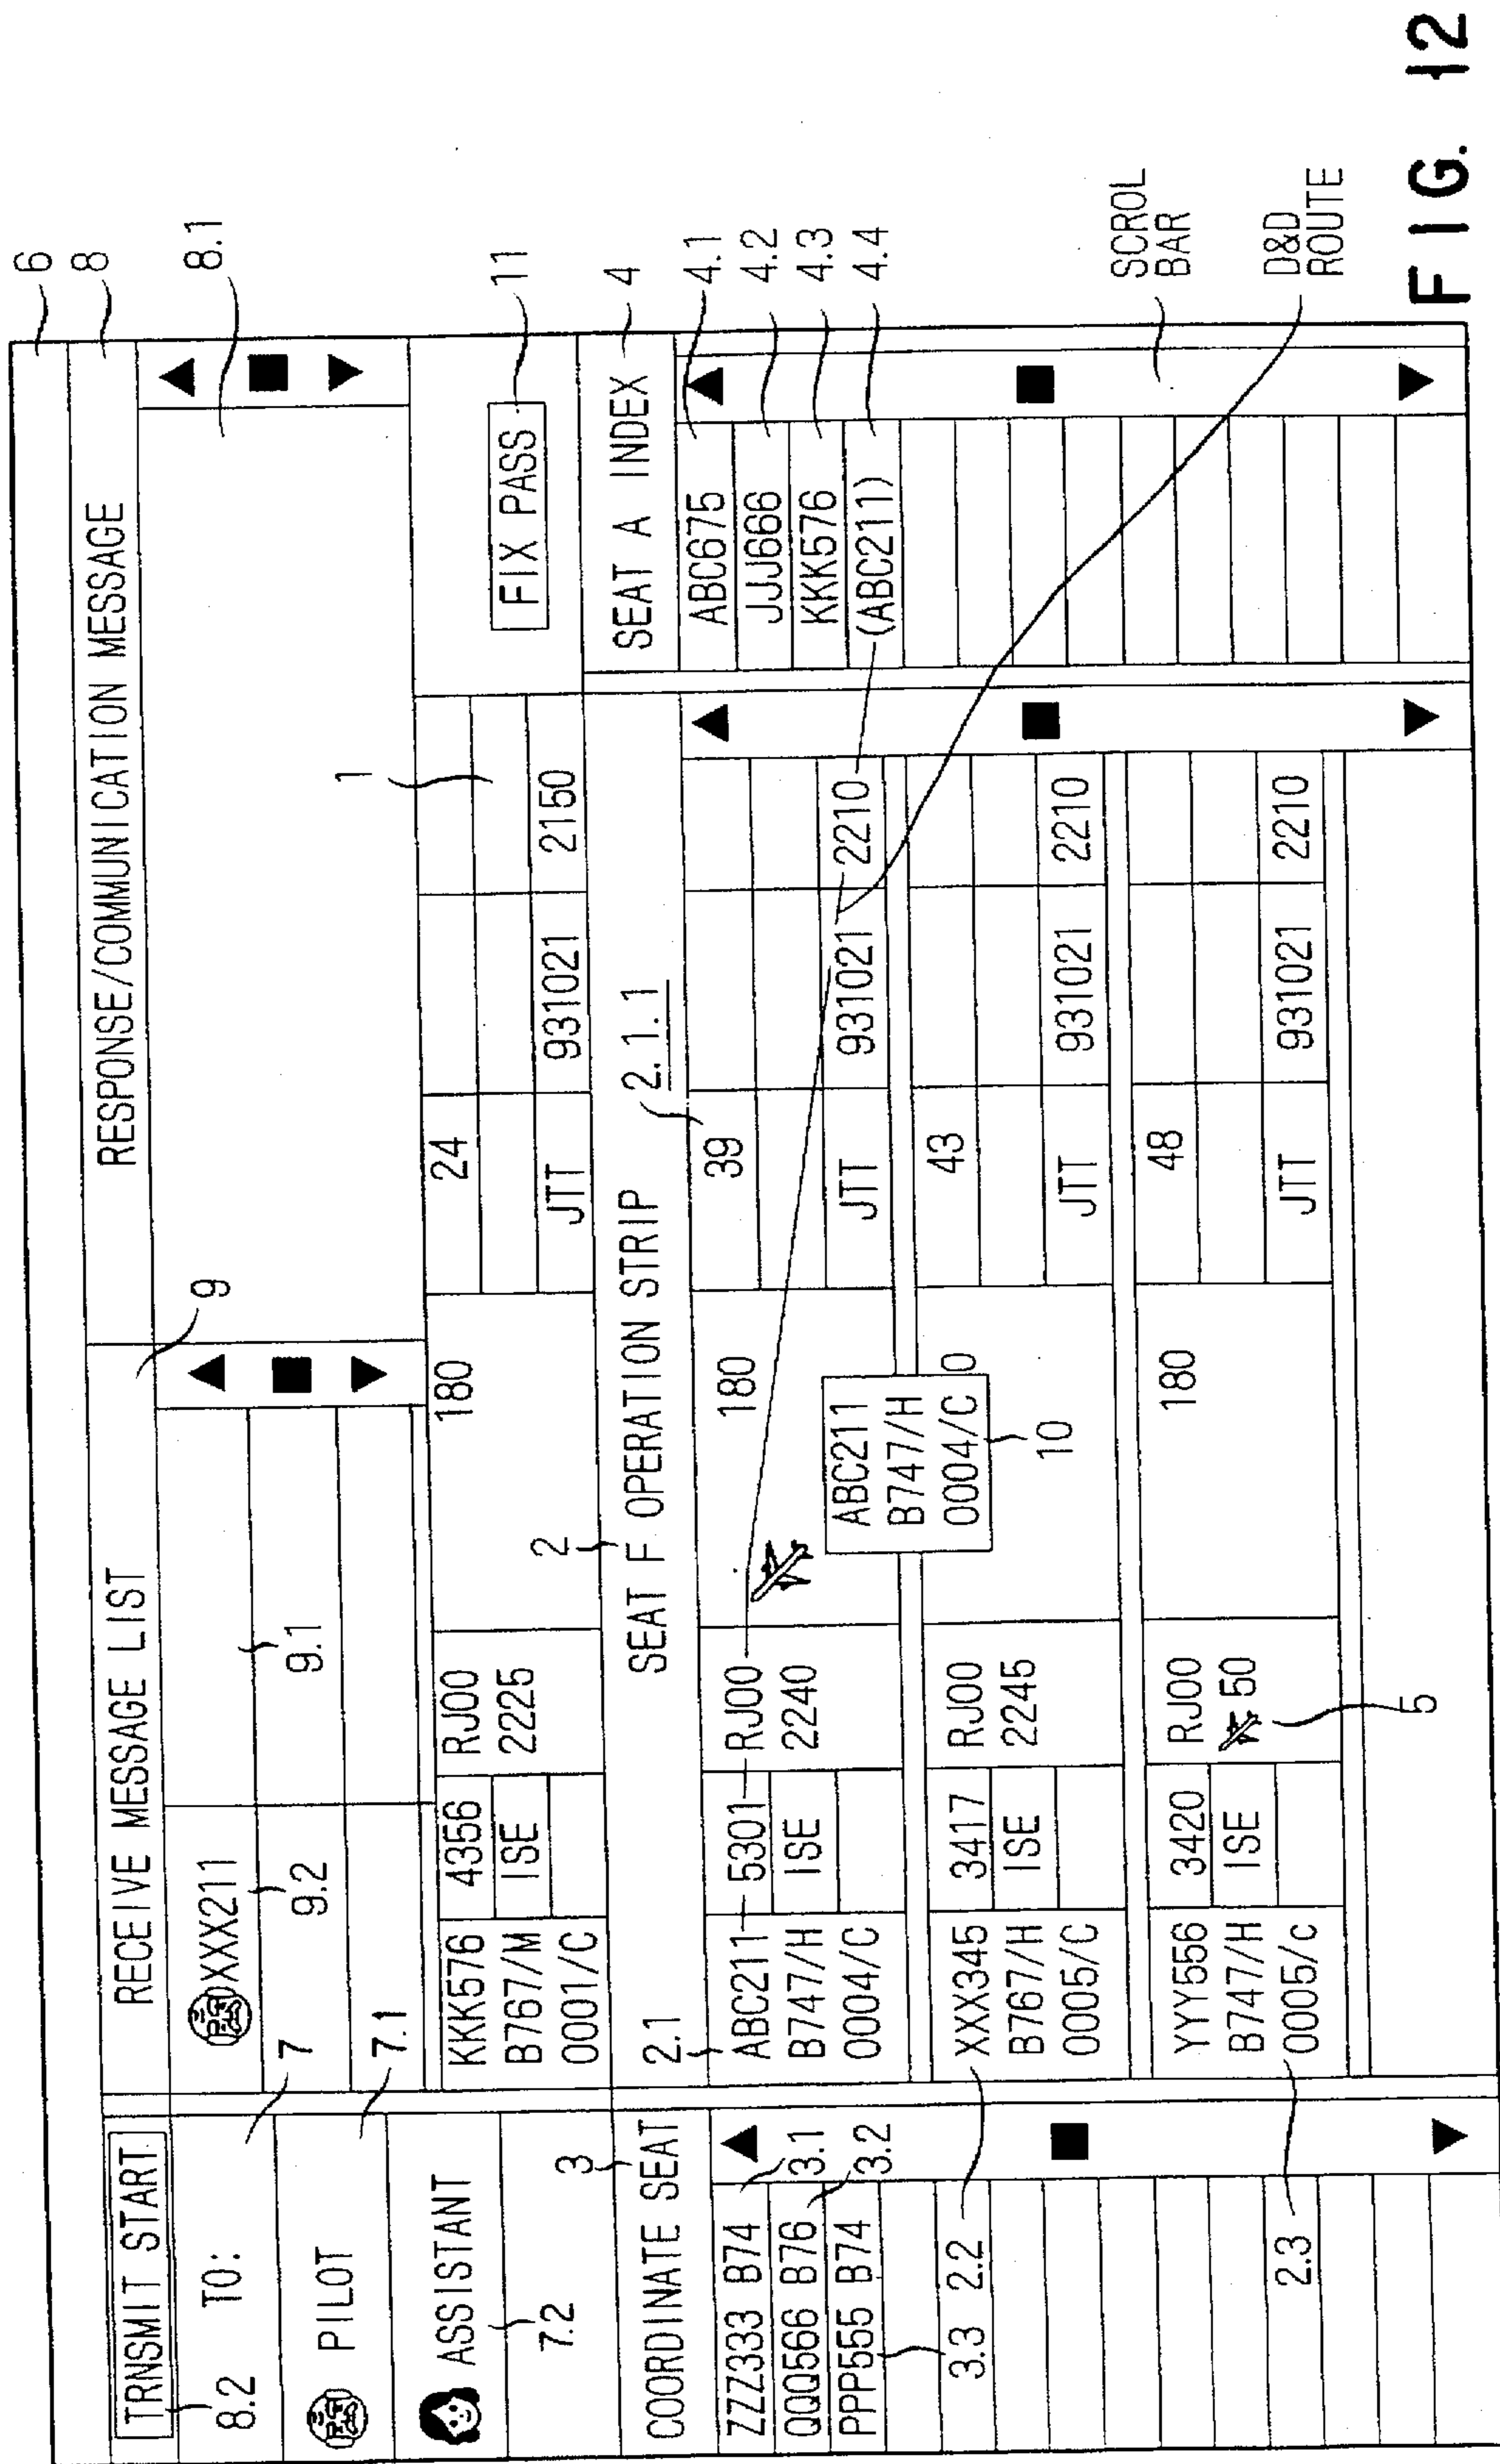 6
8
RECEIVE MESSAGE LIST
RESPONSE/COMMUNICATION MESSAGE
9
8.1
TRNSMIT START
8.2 TO:
7
PILOT
7.1
ASSISTANT
7.2
XXX211
9.2
9.1
1
11
FIX PASS
KKK576 4356 RJOO 180 24
B767/M ISE 2225
0001/C JTT 931021 2150
COORDINATE SEAT
3
2.1
2
SEAT F OPERATION STRIP
2.1.1
SEAT A INDEX
4
ZZZ333 B74
3.1
QQQ566 B76
3.2
PPP555 B74
3.3
2.2
2.3
ABC211 5301 RJOO 180 39
B747/H ISE 2240
0004/C JTT 931021 2210
ABC211
B747/H
0004/C
10
0
XXX345 3417 RJOO 43
B767/H ISE 2245
0005/C JTT 931021 2210
YYY556 3420 RJOO 180 48
B747/H ISE 50
0005/c JTT 931021 2210
5
ABC675
4.1
JJJ666
4.2
KKK576
4.3
(ABC211)
4.4
SCROL
BAR
D&D
ROUTE
FIG. 12